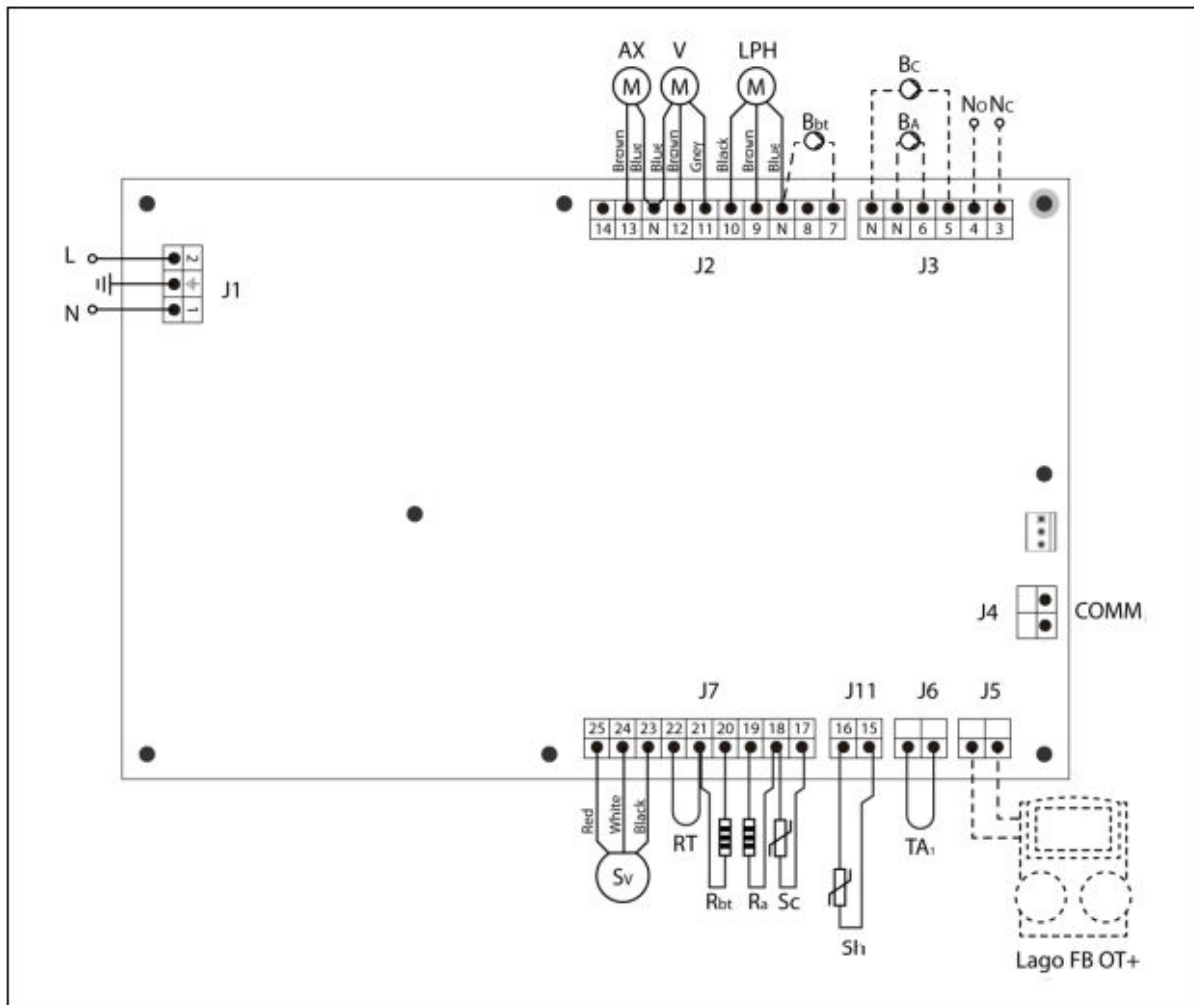 AX V LPH
Bc
Bbt
BA
No Nc
Brown
Blue
Blue
Brown
Grey
Black
Brown
Blue
14 13 N 12 11 10 9 N 8 7
N N 6 5 4 3
M M M
J2
J3
L
N
2
1
J1
J4 COMM
J7
J11
J6
J5
25 24 23 22 21 20 19 18 17
16 15
Red
White
Black
Sv
RT
Rbt
Ra
Sc
Sh
TA1
Lago FB OT+